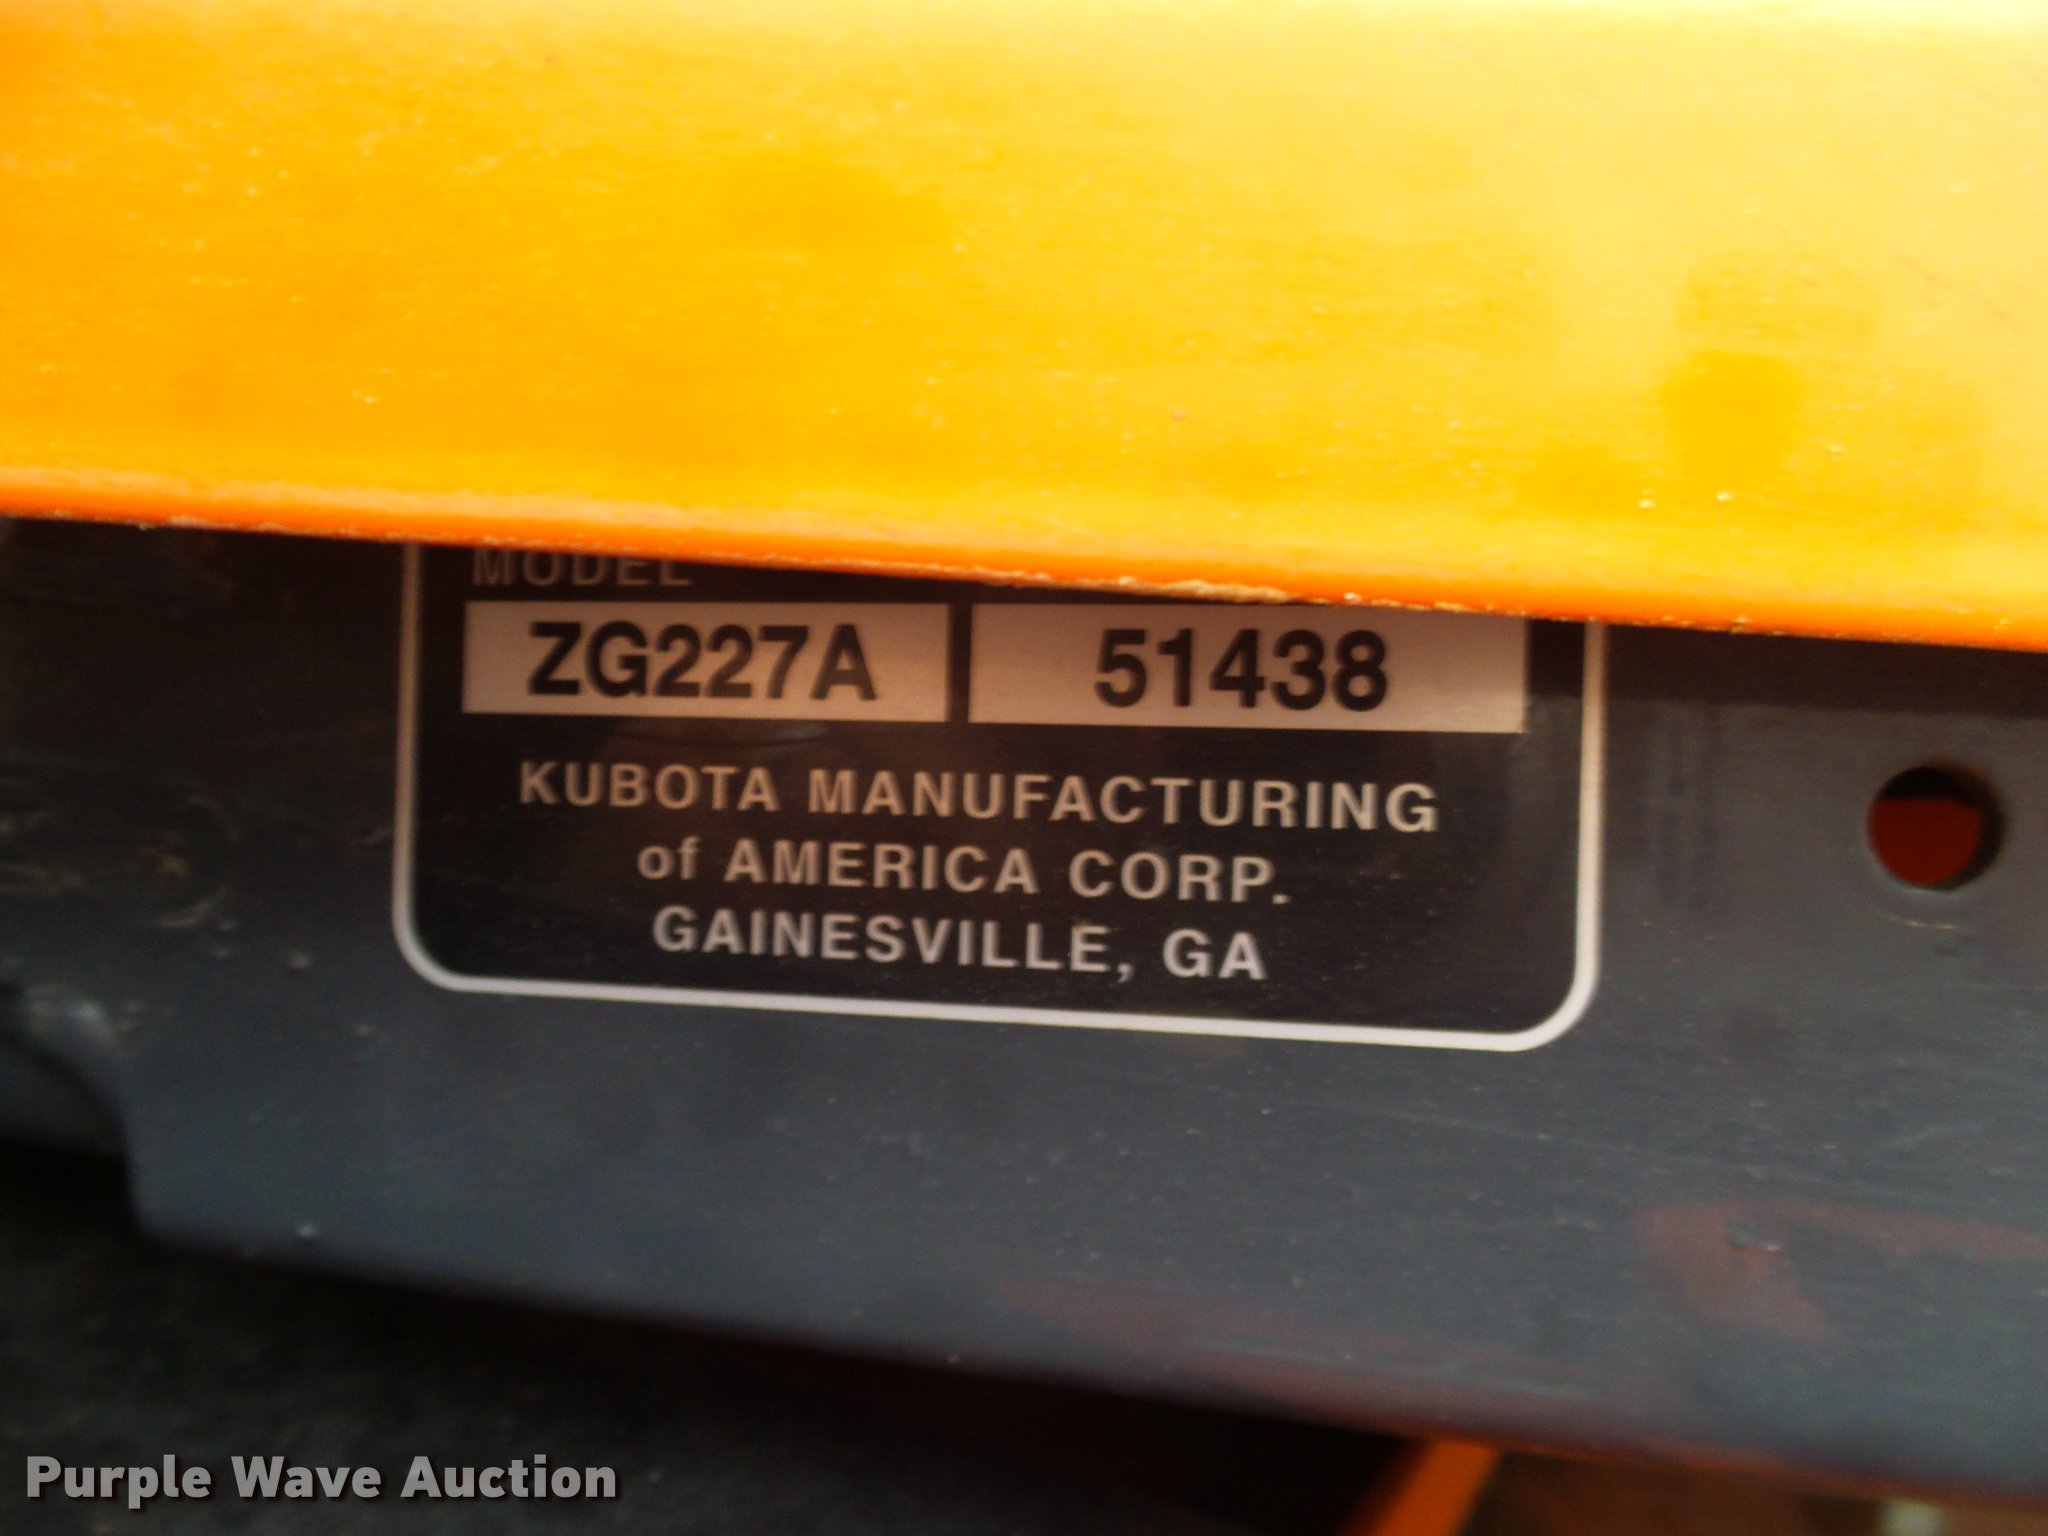 MODEL
ZG227A 51438
KUBOTA MANUFACTURING
of AMERICA CORP.
GAINESVILLE, GA
Purple Wave Auction